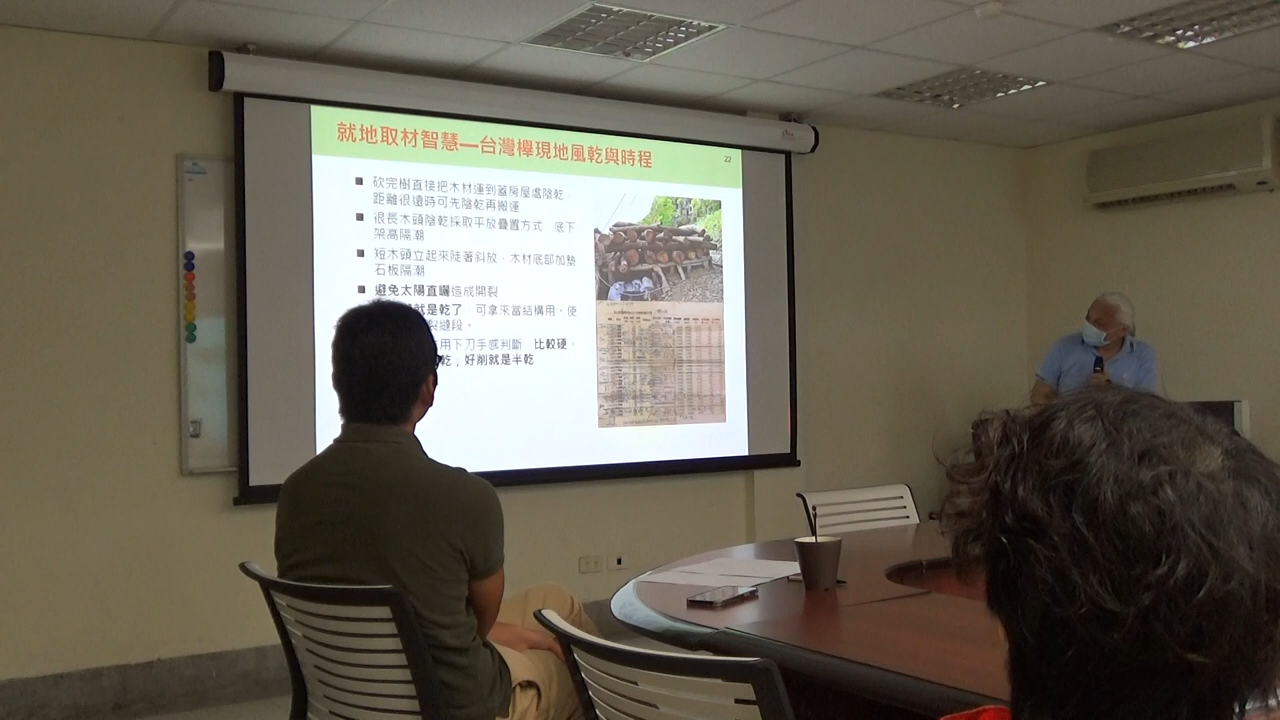 就地取材智慧—台灣櫸現地風乾與時程
22
砍完樹直接把木材運到蓋房屋處陰乾
距離很遠時可先陰乾再搬運
很長木頭陰乾採取平放疊置方式 底下
架高隔潮
短木頭立起來陡著斜放，木材底部加墊
石板隔潮
避免太陽直曬造成開裂
就是乾了，可拿來當結構用。使
裂縫段。
用下刀手感判斷 比較硬，
乾；好削就是半乾